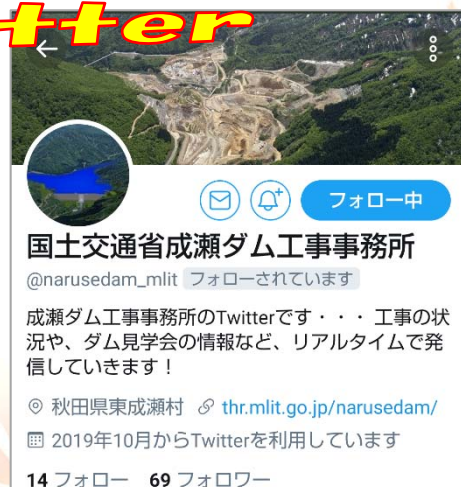 tter
フォロー中
国土交通省成瀬ダム工事事務所
@narusedam_mlit フォローされています
成瀬ダム工事事務所のTwitterです・・・ 工事の状
況や、ダム見学会の情報など、リアルタイムで発
信していきます！
秋田県東成瀬村 thr.mlit.go.jp/narusedam/
2019年10月からTwitterを利用しています
14 フォロー 69 フォロワー